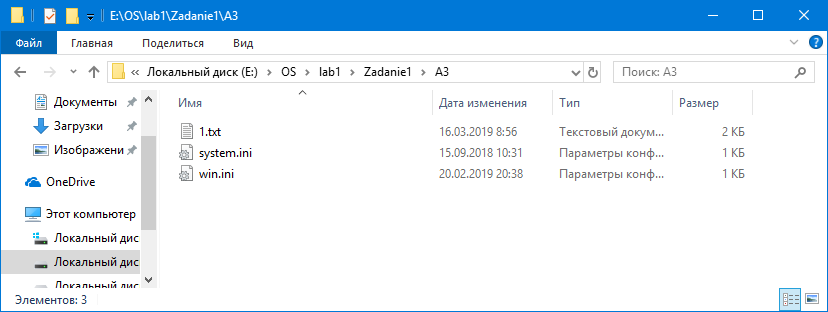 E:\OS\lab1\Zadanie1\A3
Файл Главная Поделиться Вид
Локальный диск (E:) OS lab1 Zadanie1 A3 Поиск: A3
Имя Дата изменения Тип Размер
Документы
Загрузки
Изображени
OneDrive
Этот компьютер
Локальный дис
Локальный дис
Локальный дис
1.txt 16.03.2019 8:56 Текстовый докум... 2 КБ
system.ini 15.09.2018 10:31 Параметры конф... 1 КБ
win.ini 20.02.2019 20:38 Параметры конф... 1 КБ
Элементов: 3